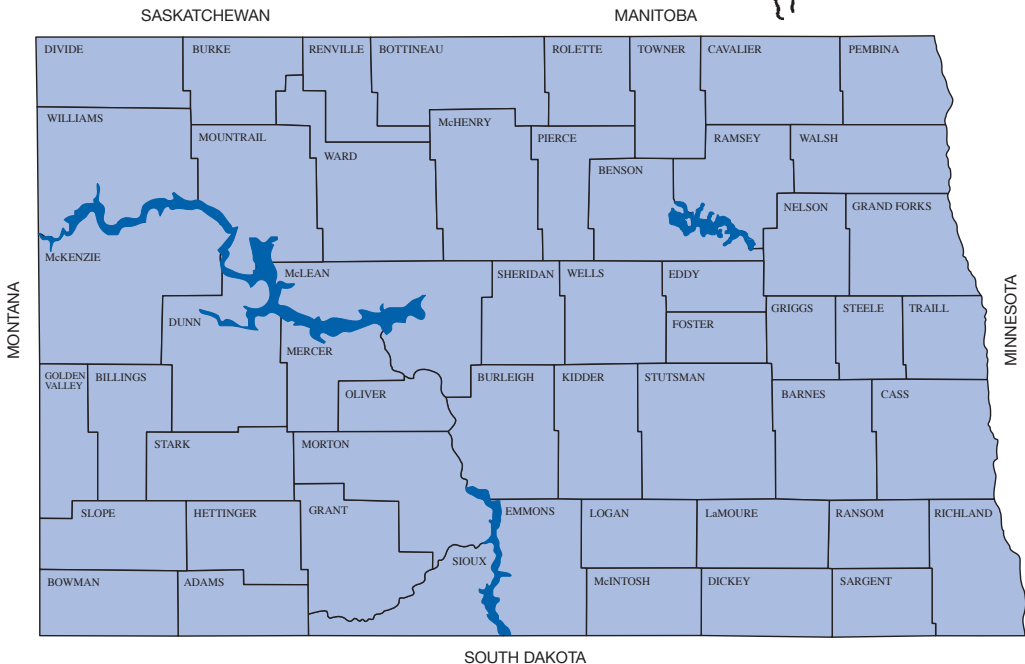 SASKATCHEWAN
MANITOBA
DIVIDE
BURKE
RENVILLE
BOTTINEAU
ROLETTE
TOWNER
CAVALIER
PEMBINA
WILLIAMS
MOUNTRAIL
WARD
McHENRY
PIERCE
BENSON
RAMSEY
WALSH
NELSON
GRAND FORKS
McKENZIE
McLEAN
SHERIDAN
WELLS
EDDY
FOSTER
GRIGGS
STEELE
TRAILL
MONTANA
MINNESOTA
DUNN
MERCER
GOLDEN
VALLEY
BILLINGS
OLIVER
BURLEIGH
KIDDER
STUTSMAN
BARNES
CASS
STARK
MORTON
SLOPE
HETTINGER
GRANT
EMMONS
LOGAN
LaMOURE
RANSOM
RICHLAND
SIOUX
BOWMAN
ADAMS
McINTOSH
DICKEY
SARGENT
SOUTH DAKOTA